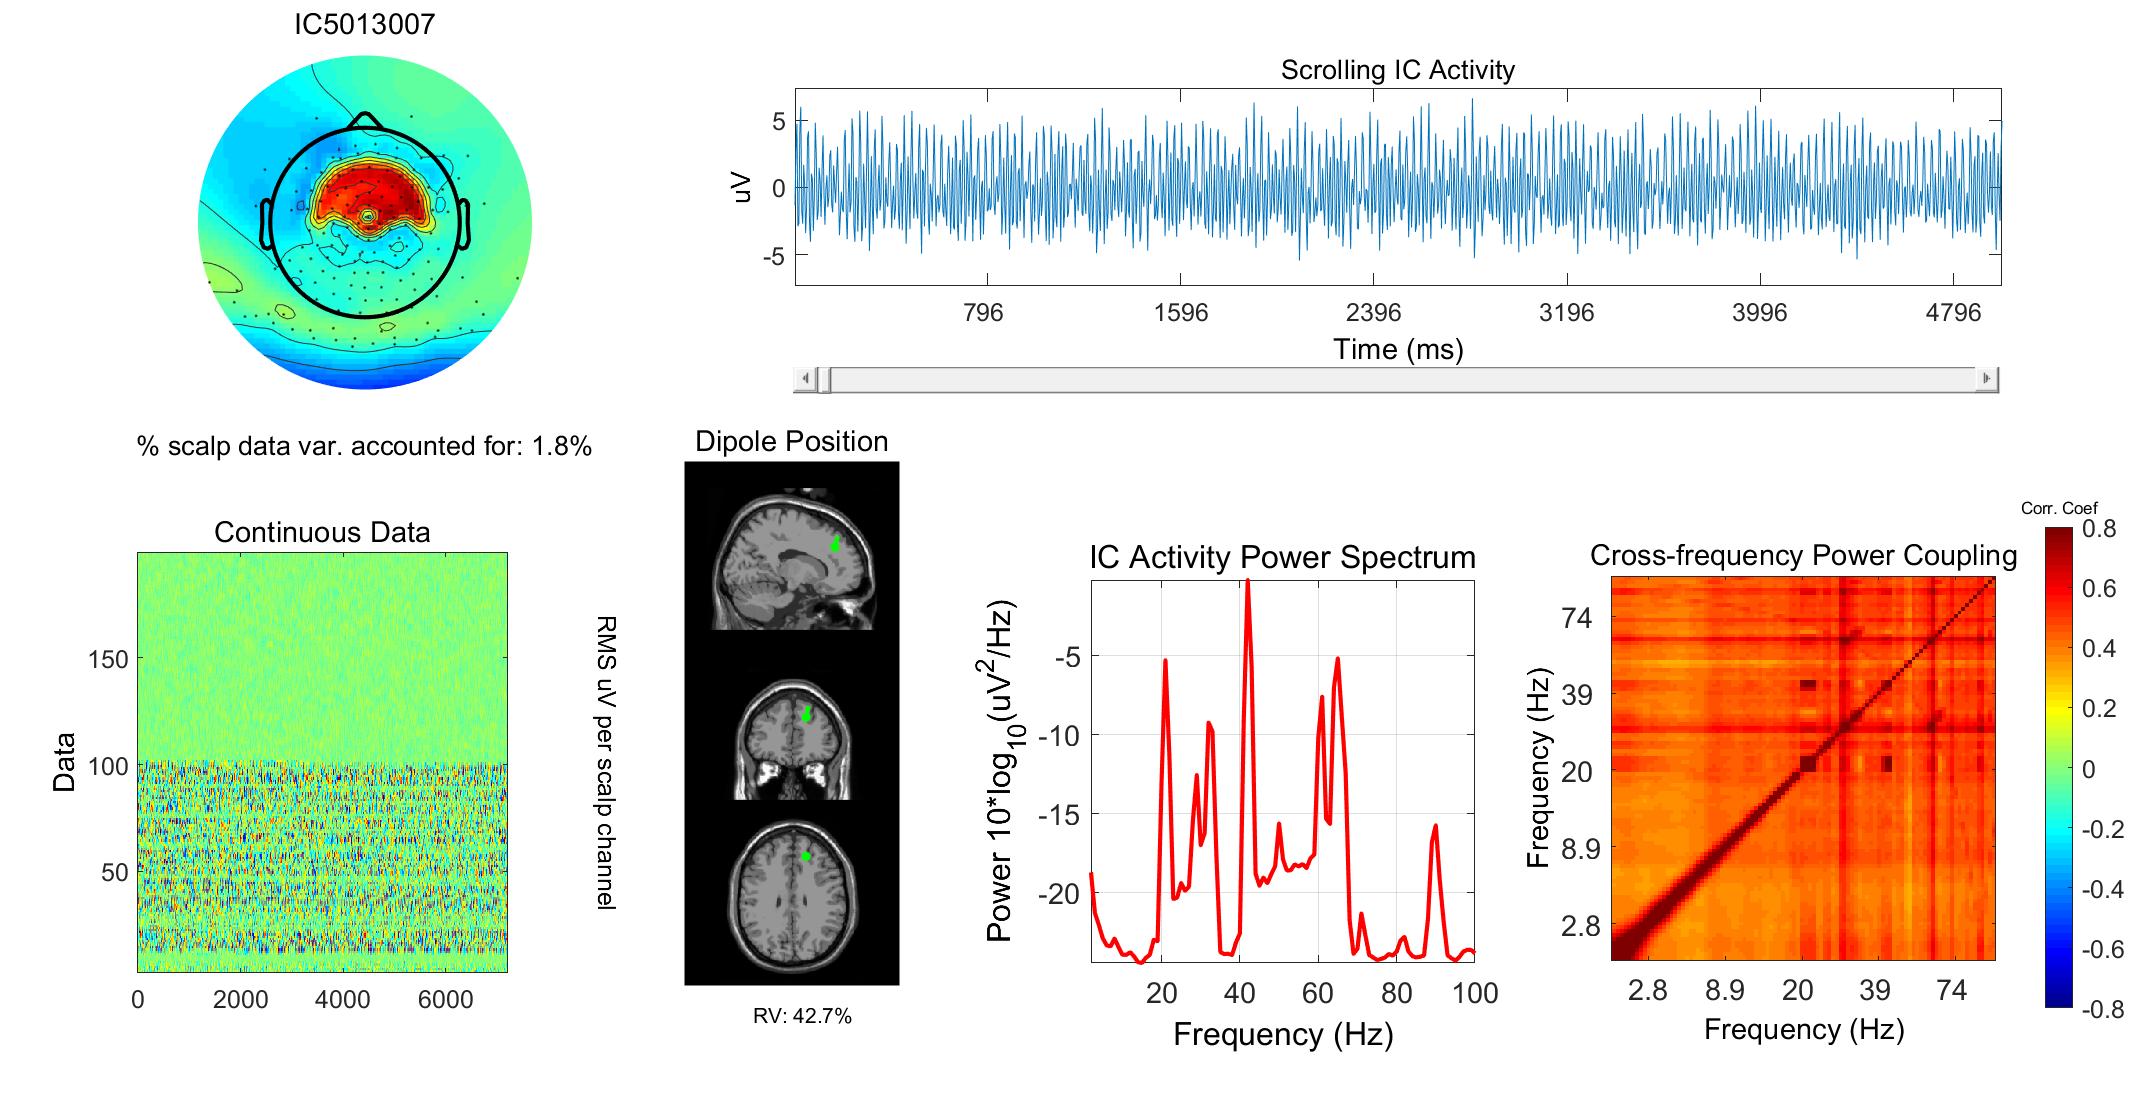 IC5013007
Scrolling IC Activity
uV
5
0
-5
796
1596
2396
3196
3996
4796
Time (ms)
% scalp data var. accounted for: 1.8%
Continuous Data
Data
150
100
50
0
2000
4000
6000
RMS uV per scalp channel
Dipole Position
RV: 42.7%
IC Activity Power Spectrum
Power 10*log10(uV2/Hz)
-5
-10
-15
-20
20
40
60
80
100
Frequency (Hz)
Cross-frequency Power Coupling
Frequency (Hz)
74
39
20
8.9
2.8
2.8
8.9
20
39
74
Frequency (Hz)
Corr. Coef
0.8
0.6
0.4
0.2
0
-0.2
-0.4
-0.6
-0.8